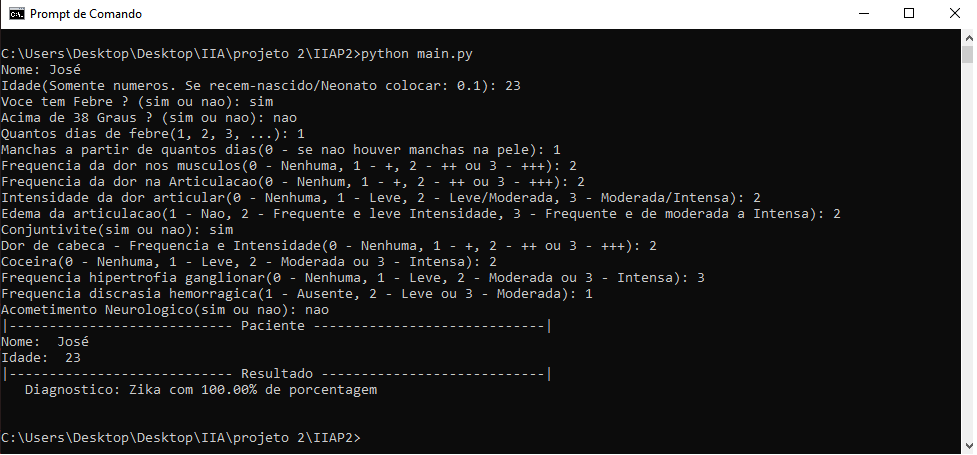 Prompt de Comando
C:\Users\Desktop\Desktop\IIA\projeto 2\IIAP2>python main.py
Nome: José
Idade(Somente numeros. Se recem-nascido/Neonato colocar: 0.1): 23
Voce tem Febre ? (sim ou nao): sim
Acima de 38 Graus ? (sim ou nao): nao
Quantos dias de febre(1, 2, 3, ...): 1
Manchas a partir de quantos dias(0 - se nao houver manchas na pele): 1
Frequencia da dor nos musculos(0 - Nenhuma, 1 - +, 2 - ++ ou 3 - +++): 2
Frequencia da dor na Articulacao(0 - Nenhum, 1 - +, 2 - ++ ou 3 - +++): 2
Intensidade da dor articular(0 - Nenhuma, 1 - Leve, 2 - Leve/Moderada, 3 - Moderada/Intensa): 2
Edema da articulacao(1 - Nao, 2 - Frequente e leve Intensidade, 3 - Frequente e de moderada a Intensa): 2
Conjuntivite(sim ou nao): sim
Dor de cabeca - Frequencia e Intensidade(0 - Nenhuma, 1 - +, 2 - ++ ou 3 - +++): 2
Coceira(0 - Nenhuma, 1 - Leve, 2 - Moderada ou 3 - Intensa): 2
Frequencia hipertrofia ganglionar(0 - Nenhuma, 1 - Leve, 2 - Moderada ou 3 - Intensa): 3
Frequencia discrasia hemorragica(1 - Ausente, 2 - Leve ou 3 - Moderada): 1
Acometimento Neurologico(sim ou nao): nao
|---------------------------- Paciente -----------------------------|
Nome:  José
Idade:  23
|---------------------------- Resultado ----------------------------|
   Diagnostico: Zika com 100.00% de porcentagem
C:\Users\Desktop\Desktop\IIA\projeto 2\IIAP2>